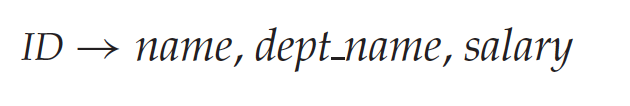 ID → name, dept_name, salary